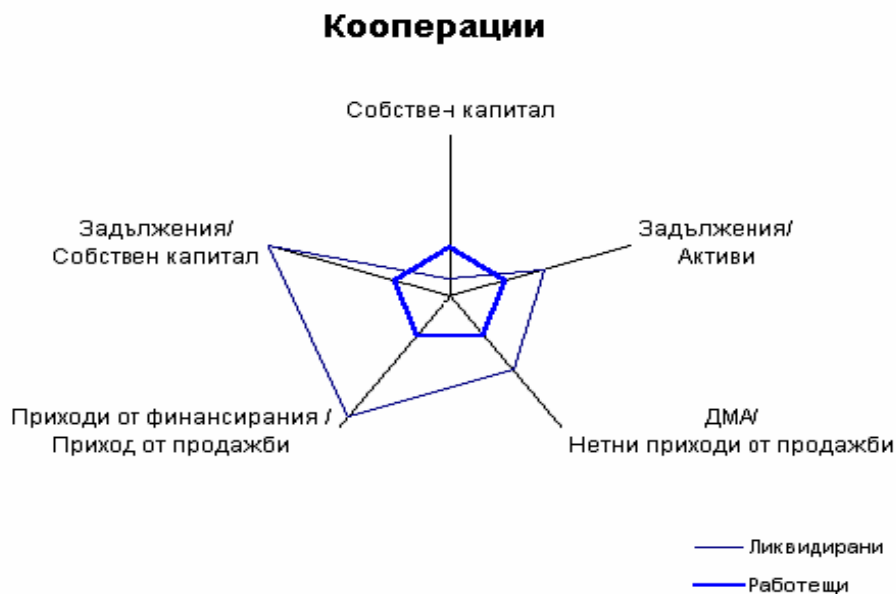 Кооперации
Собствен капитал
Задължения/
Собствен капитал
Задължения/
Активи
Приходи от финансирания /
Приход от продажби
ДМА/
Нетни приходи от продажби
Ликвидирани
Работещи